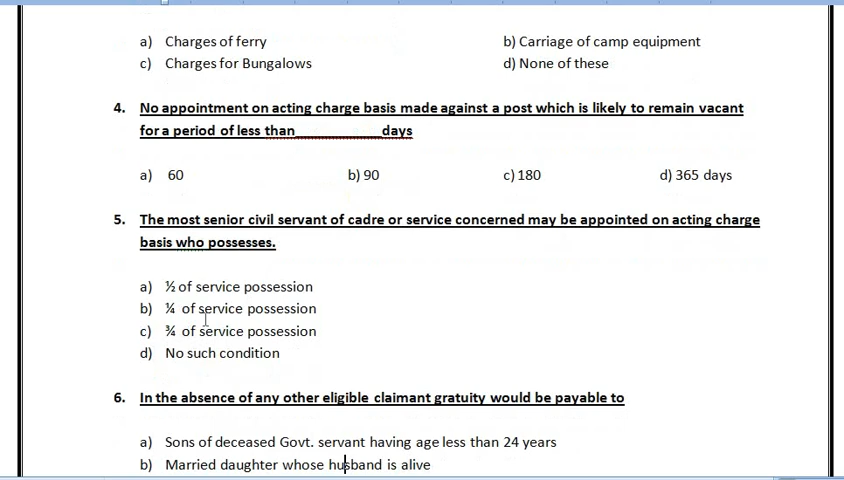 a) Charges of ferry
b) Carriage of camp equipment
c) Charges for Bungalows
d) None of these
4. No appointment on acting charge basis made against a post which is likely to remain vacant
for a period of less than____________days
a) 60 b) 90 c) 180 d) 365 days
5. The most senior civil servant of cadre or service concerned may be appointed on acting charge
basis who possesses.
a) ½ of service possession
b) ¼ of service possession
c) ¾ of service possession
d) No such condition
6. In the absence of any other eligible claimant gratuity would be payable to
a) Sons of deceased Govt. servant having age less than 24 years
b) Married daughter whose husband is alive